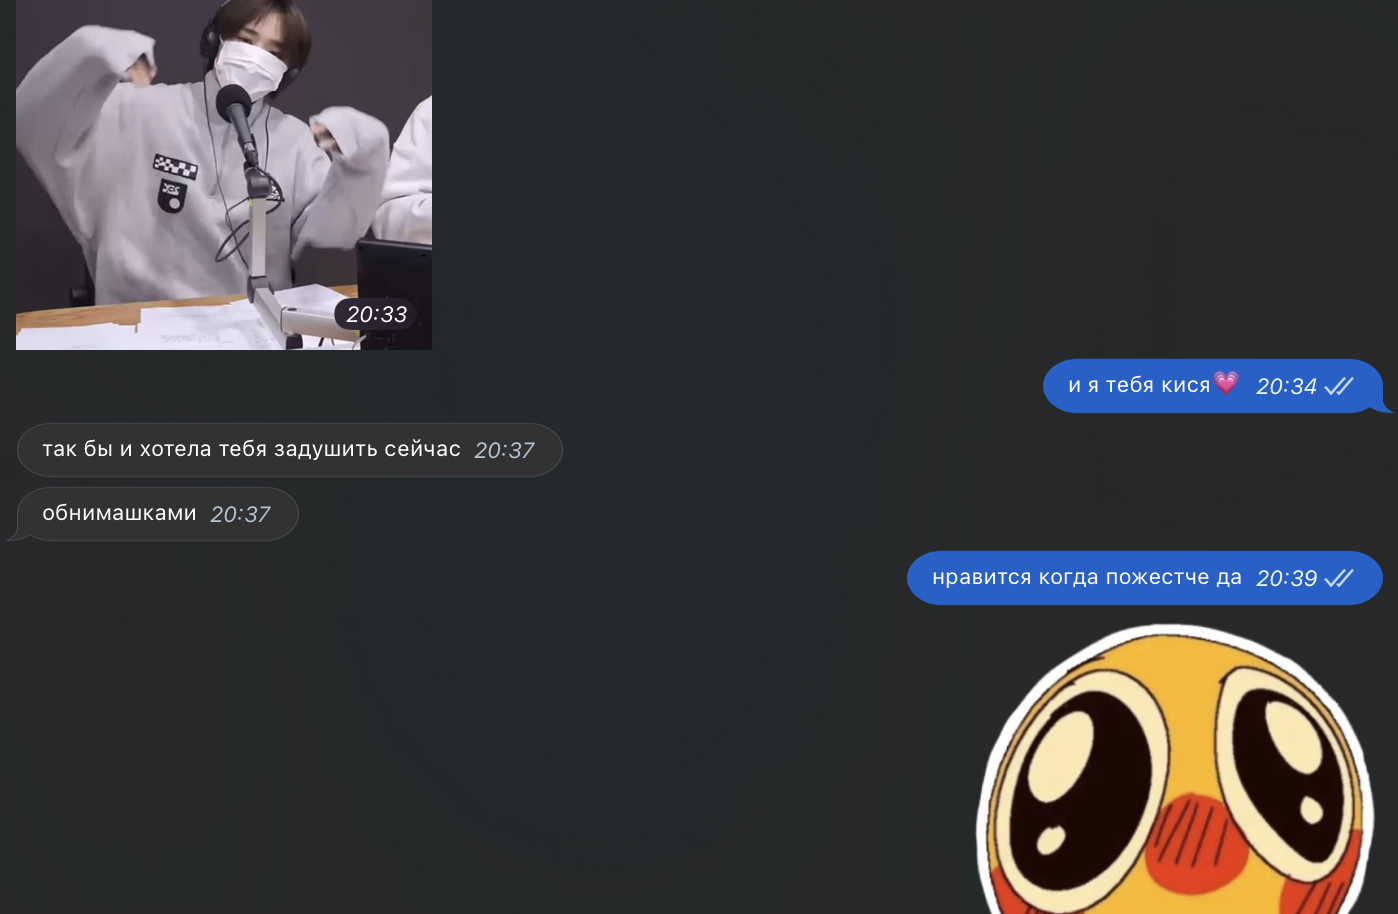 20:33
и я тебя кися💗 20:34
так бы и хотела тебя задушить сейчас 20:37
обнимашками 20:37
нравится когда пожестче да 20:39